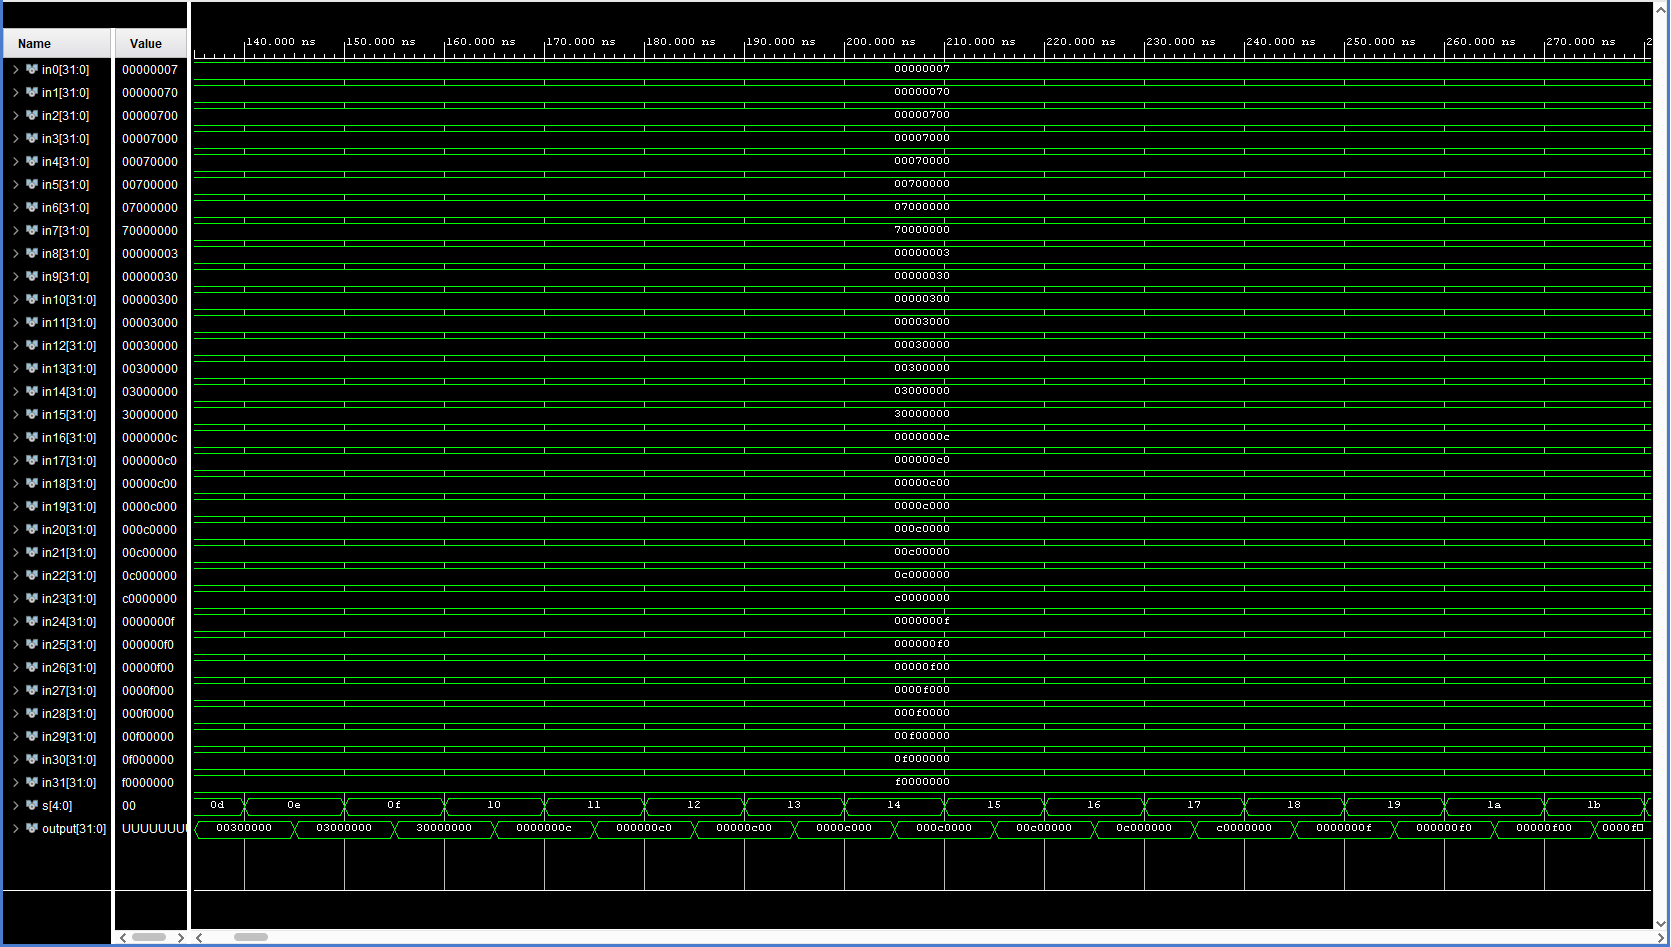 Name Value 140.000 ns 150.000 ns 160.000 ns 170.000 ns 180.000 ns 190.000 ns 200.000 ns 210.000 ns 220.000 ns 230.000 ns 240.000 ns 250.000 ns 260.000 ns 270.000 ns
in0[31:0] 00000007 00000007
in1[31:0] 00000070 00000070
in2[31:0] 00000700 00000700
in3[31:0] 00007000 00007000
in4[31:0] 00070000 00070000
in5[31:0] 00700000 00700000
in6[31:0] 07000000 07000000
in7[31:0] 70000000 70000000
in8[31:0] 00000003 00000003
in9[31:0] 00000030 00000030
in10[31:0] 00000300 00000300
in11[31:0] 00003000 00003000
in12[31:0] 00030000 00030000
in13[31:0] 00300000 00300000
in14[31:0] 03000000 03000000
in15[31:0] 30000000 30000000
in16[31:0] 0000000c 0000000c
in17[31:0] 000000c0 000000c0
in18[31:0] 00000c00 00000c00
in19[31:0] 0000c000 0000c000
in20[31:0] 000c0000 000c0000
in21[31:0] 00c00000 00c00000
in22[31:0] 0c000000 0c000000
in23[31:0] c0000000 c0000000
in24[31:0] 0000000f 0000000f
in25[31:0] 000000f0 000000f0
in26[31:0] 00000f00 00000f00
in27[31:0] 0000f000 0000f000
in28[31:0] 000f0000 000f0000
in29[31:0] 00f00000 00f00000
in30[31:0] 0f000000 0f000000
in31[31:0] f0000000 f0000000
s[4:0] 00 0d 0e 0f 10 11 12 13 14 15 16 17 18 19 1a 1b
output[31:0] UUUUUUUU 00300000 03000000 30000000 0000000c 000000c0 00000c00 0000c000 000c0000 00c00000 0c000000 c0000000 0000000f 000000f0 00000f00 0000f